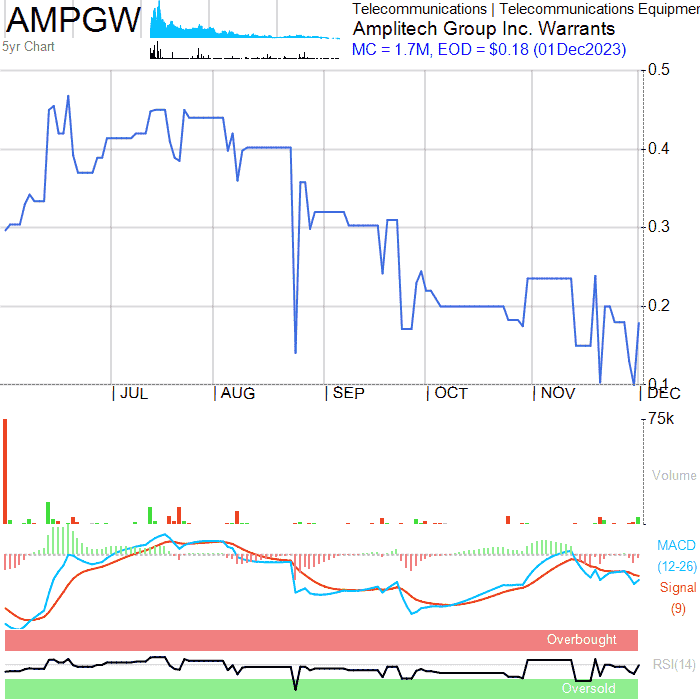 AMPGW
5yr Chart
Telecommunications | Telecommunications Equipmen
Amplitech Group Inc. Warrants
MC = 1.7M, EOD = $0.18 (01Dec2023)
0.5
0.4
0.3
0.2
0.1
JUL AUG SEP OCT NOV DEC
75k
Volume
MACD
(12-26)
Signal
(9)
Overbought
RSI(14)
Oversold